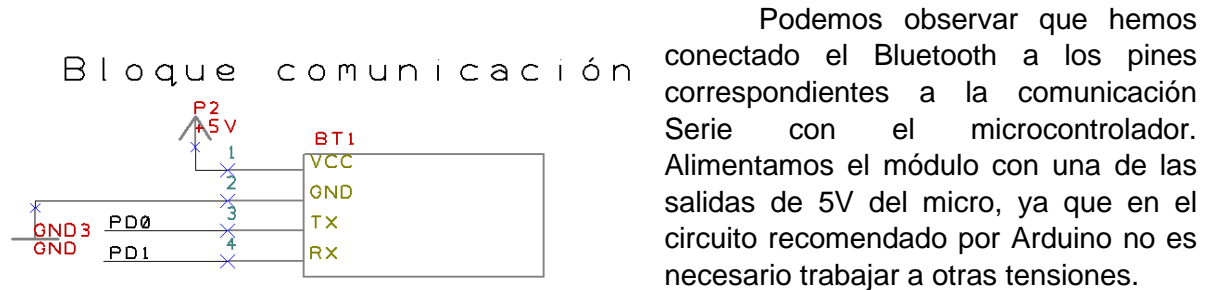 Bloque comunicación
P2
+5V
BT1
1
VCC
2
GND
3
GND3
PD0
TX
GND
4
PD1
RX
Podemos observar que hemos
conectado el Bluetooth a los pines
correspondientes a la comunicación
Serie con el microcontrolador.
Alimentamos el módulo con una de las
salidas de 5V del micro, ya que en el
circuito recomendado por Arduino no es
necesario trabajar a otras tensiones.